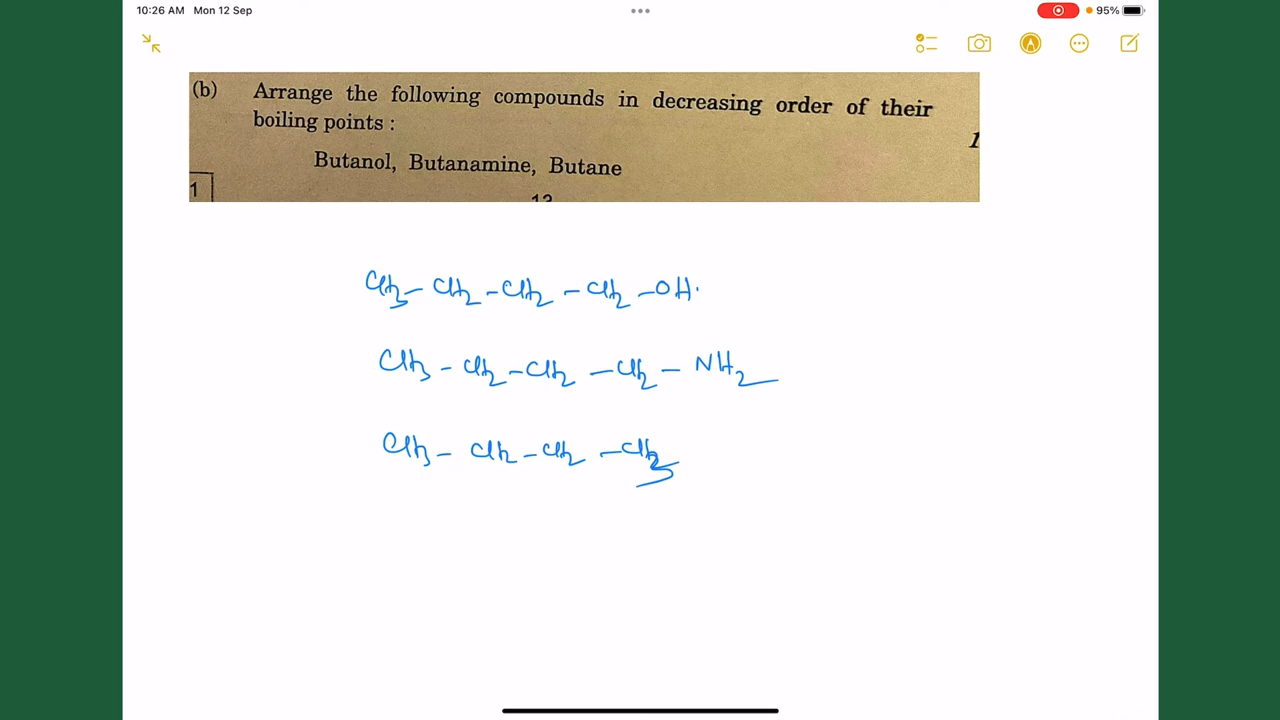 10:26 AM Mon 12 Sep
95%
(b) Arrange the following compounds in decreasing order of their
boiling points :
1
Butanol, Butanamine, Butane
1
CH3 - CH2 - CH2 - CH2 - OH.
CH3 - CH2 - CH2 - CH2 - NH2
CH3 - CH2 - CH2 - CH3